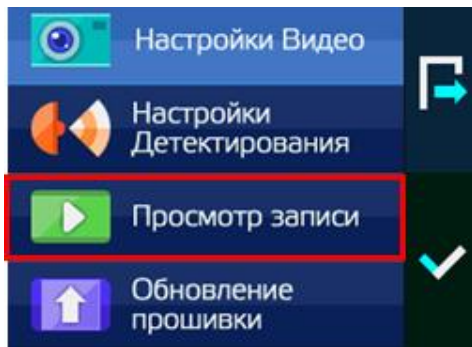 Настройки Видео
Настройки
Детектирования
Просмотр записи
Обновление
прошивки